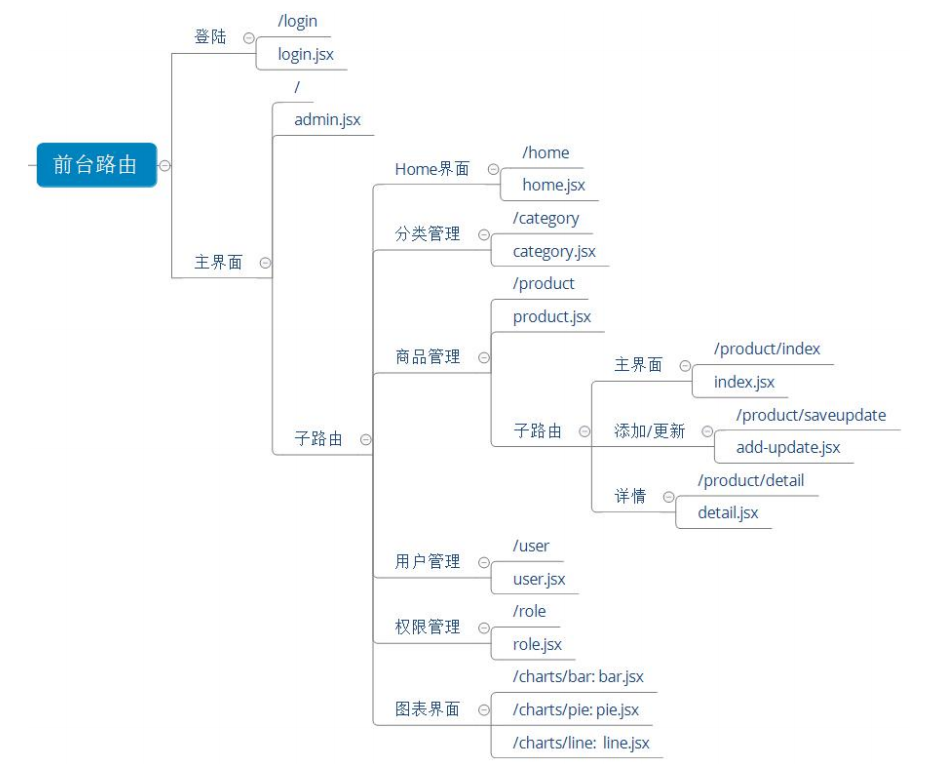 /login
登陆
login.jsx
/
admin.jsx
前台路由
主界面
子路由
Home界面
/home
home.jsx
分类管理
/category
category.jsx
商品管理
/product
product.jsx
子路由
主界面
/product/index
index.jsx
添加/更新
/product/saveupdate
add-update.jsx
详情
/product/detail
detail.jsx
用户管理
/user
user.jsx
权限管理
/role
role.jsx
图表界面
/charts/bar: bar.jsx
/charts/pie: pie.jsx
/charts/line:  line.jsx